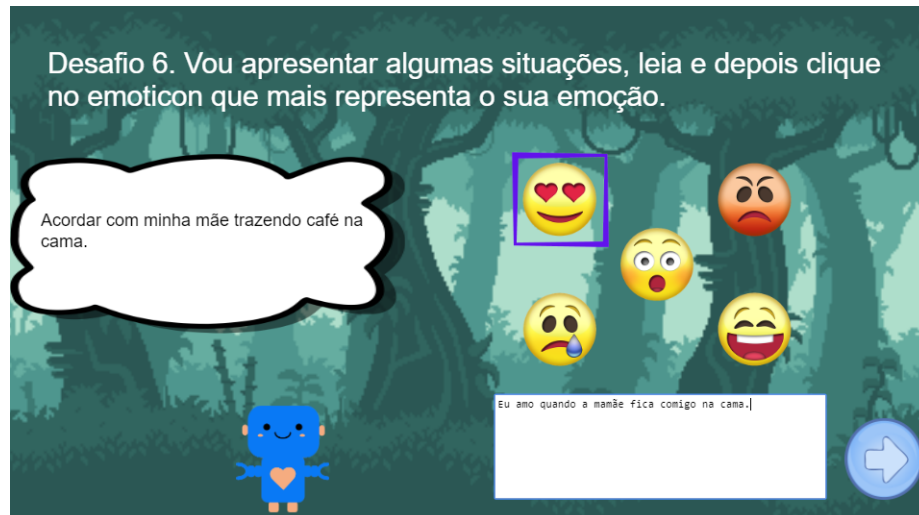 Desafio 6. Vou apresentar algumas situações, leia e depois clique
no emoticon que mais representa o sua emoção.
Acordar com minha mãe trazendo café na
cama.
Eu amo quando a mamãe fica comigo na cama.